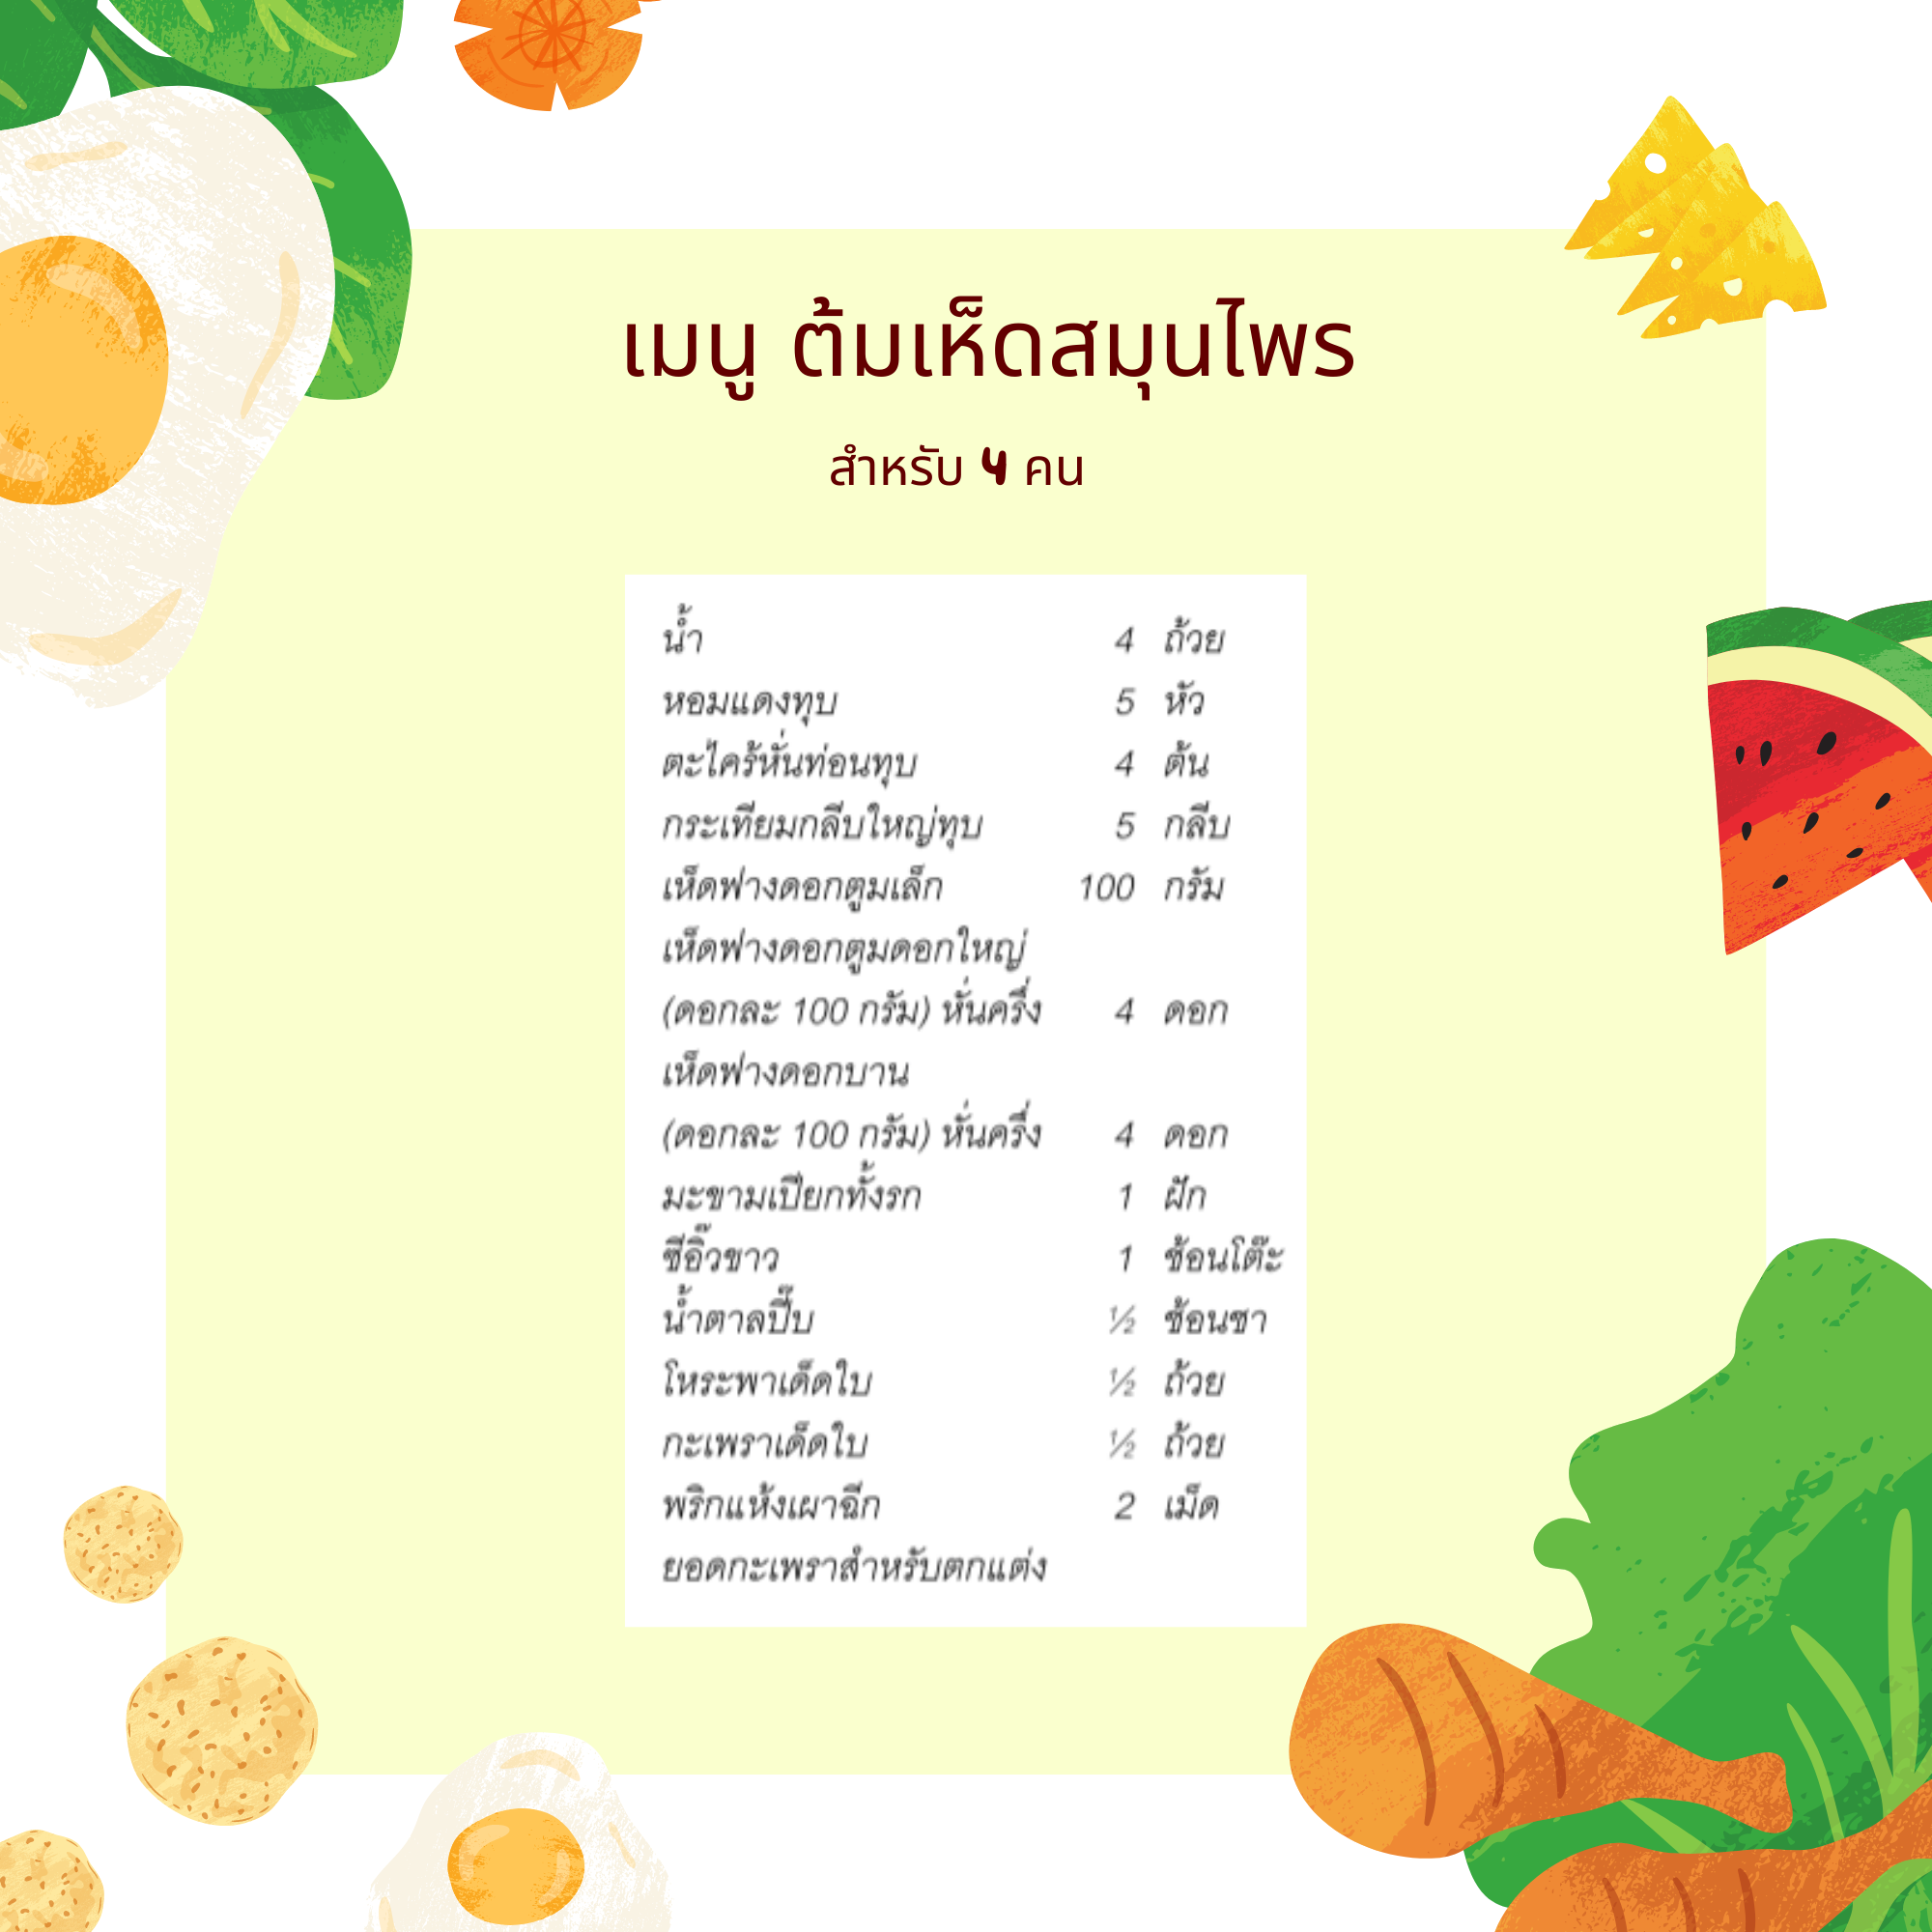 เมนู ต้มเห็ดสมุนไพร
สำหรับ 4 คน
น้ำ 4 ถ้วย
หอมแดงทุบ 5 หัว
ตะไคร้หั่นท่อนทุบ 4 ต้น
กระเทียมกลีบใหญ่ทุบ 5 กลีบ
เห็ดฟางดอกตูมเล็ก 100 กรัม
เห็ดฟางดอกตูมดอกใหญ่
(ดอกละ 100 กรัม) หั่นครึ่ง 4 ดอก
เห็ดฟางดอกบาน
(ดอกละ 100 กรัม) หั่นครึ่ง 4 ดอก
มะขามเปียกทั้งรก 1 ฝัก
ซีอิ๊วขาว 1 ช้อนโต๊ะ
น้ำตาลปี๊บ ½ ช้อนชา
โหระพาเด็ดใบ ½ ถ้วย
กะเพราเด็ดใบ ½ ถ้วย
พริกแห้งเผาฉีก 2 เม็ด
ยอดกะเพราสำหรับตกแต่ง